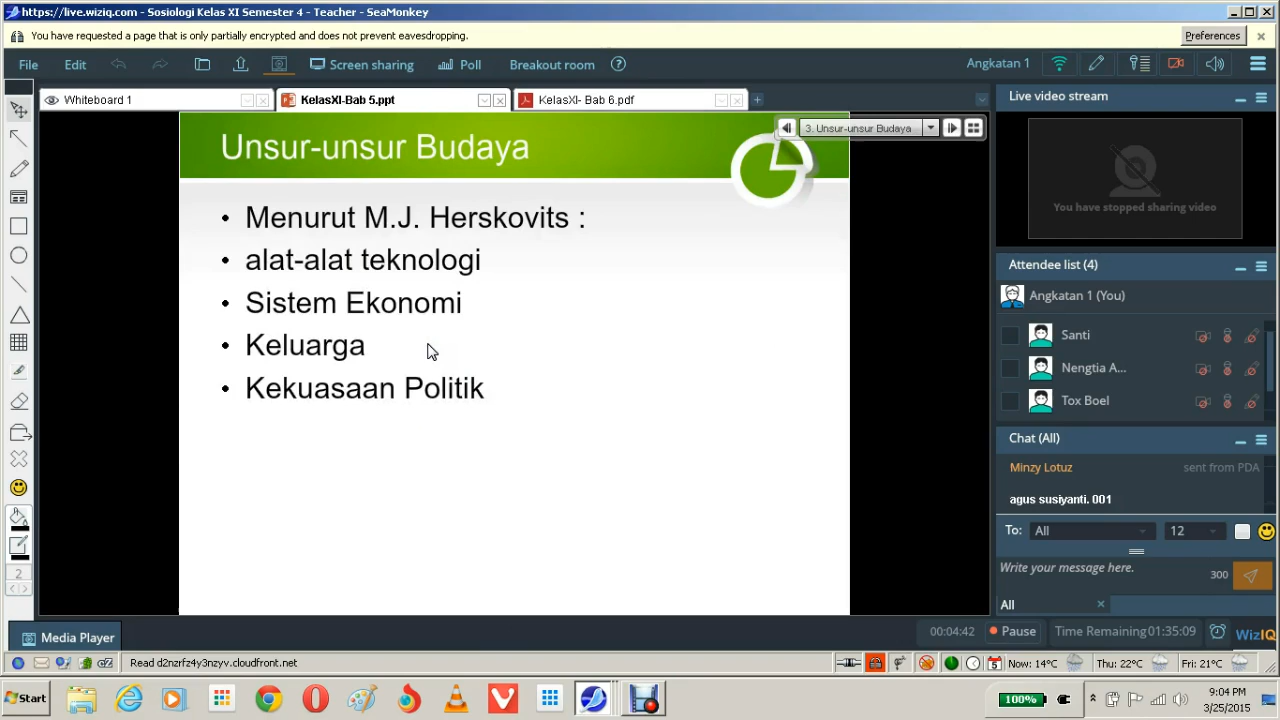 https://live.wiziq.com/ - Sosiologi Kelas XI Semester 4 - Teacher - SeaMonkey
You have requested a page that is only partially encrypted and does not prevent eavesdropping.
Preferences
File Edit Screen sharing Poll Breakout room ? Angkatan 1
Whiteboard 1 KelasXI-Bab 5.ppt KelasXI- Bab 6.pdf
3. Unsur-unsur Budaya
Unsur-unsur Budaya
• Menurut M.J. Herskovits :
• alat-alat teknologi
• Sistem Ekonomi
• Keluarga
• Kekuasaan Politik
2
Live video stream
You have stopped sharing video
Attendee list (4)
Angkatan 1 (You)
Santi
Nengtia A...
Tox Boel
Chat (All)
Minzy Lotuz sent from PDA
agus susiyanti. 001
To: All 12
Write your message here. 300
All
Media Player 00:04:42 Pause Time Remaining 01:35:09 WizIQ
Read d2nzrfz4y3nzyv.cloudfront.net Now: 14°C Thu: 22°C Fri: 21°C
Start 100% 9:04 PM
3/25/2015